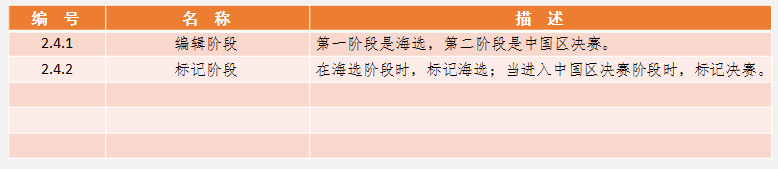 编 号 名 称 描 述
2.4.1 编辑阶段 第一阶段是海选，第二阶段是中国区决赛。
2.4.2 标记阶段 在海选阶段时，标记海选；当进入中国区决赛阶段时，标记决赛。